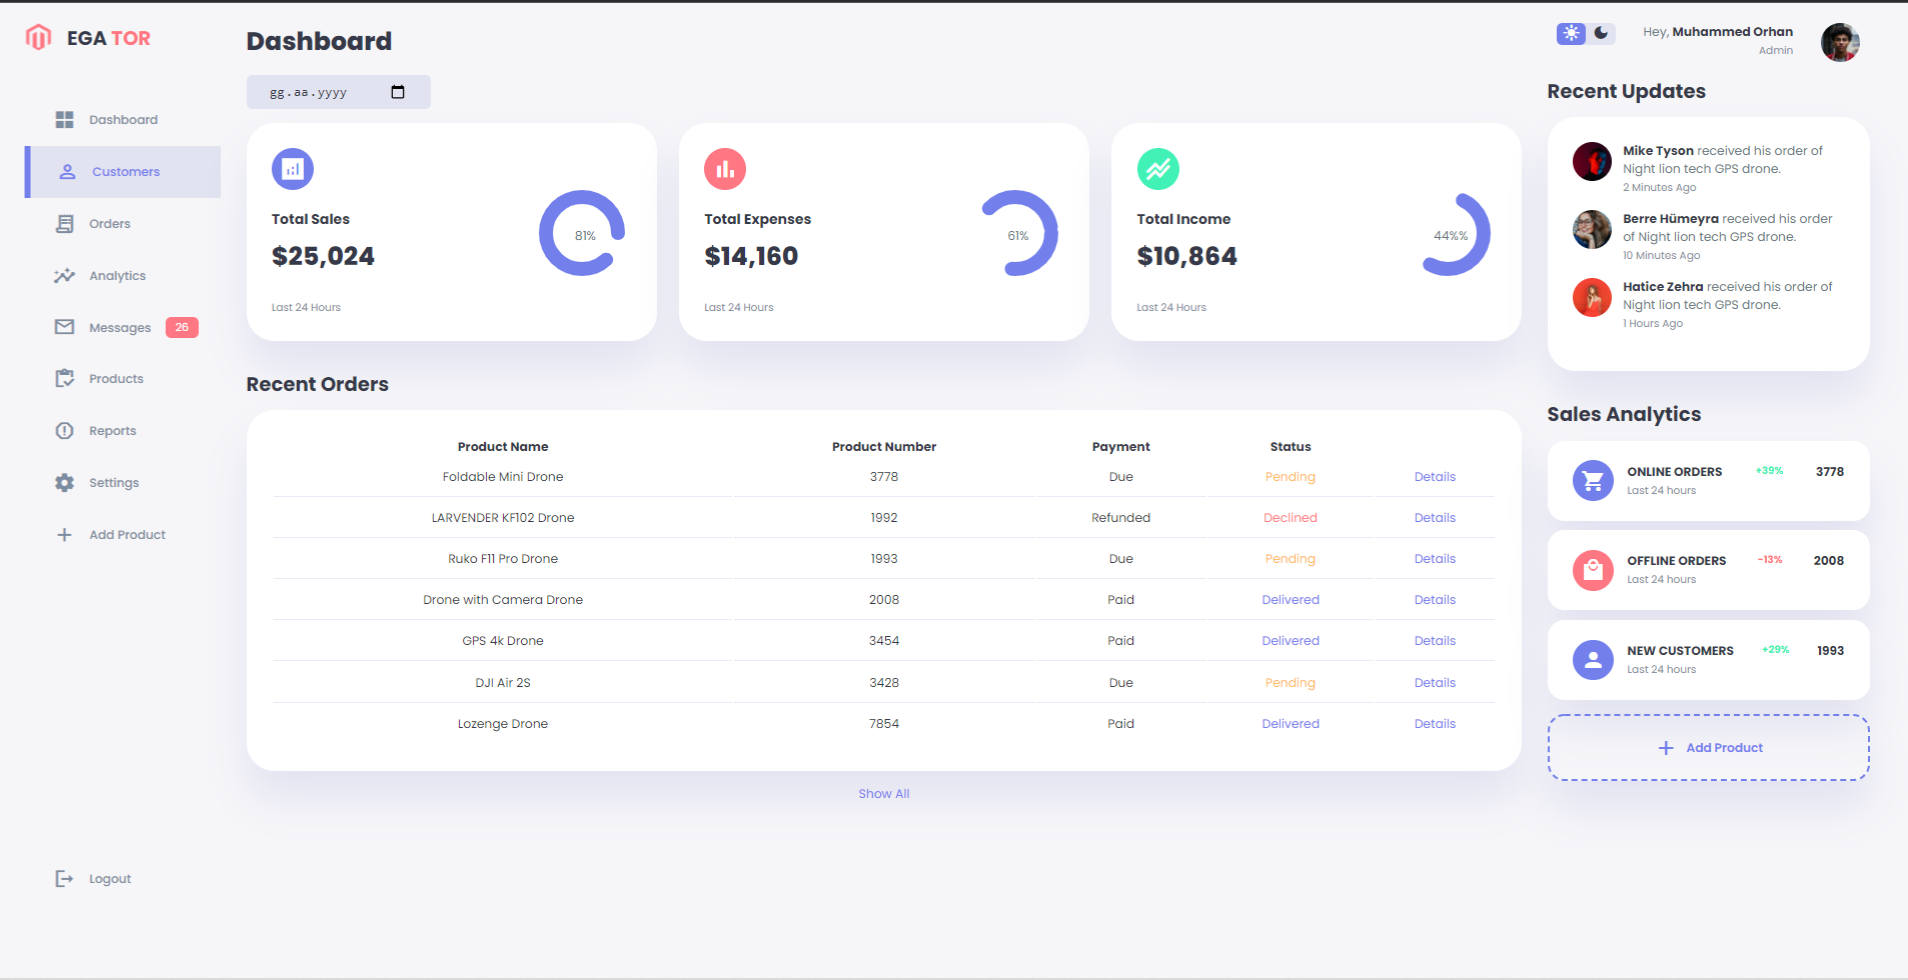 EGA TOR
Dashboard
Customers
Orders
Analytics
Messages 26
Products
Reports
Settings
Add Product
Logout
Dashboard
gg.aa.yyyy
Total Sales
$25,024
81%
Last 24 Hours
Total Expenses
$14,160
61%
Last 24 Hours
Total Income
$10,864
44%%
Last 24 Hours
Recent Orders
Product Name Product Number Payment Status
Foldable Mini Drone 3778 Due Pending Details
LARVENDER KF102 Drone 1992 Refunded Declined Details
Ruko F11 Pro Drone 1993 Due Pending Details
Drone with Camera Drone 2008 Paid Delivered Details
GPS 4k Drone 3454 Paid Delivered Details
DJI Air 2S 3428 Due Pending Details
Lozenge Drone 7854 Paid Delivered Details
Show All
Hey, Muhammed Orhan
Admin
Recent Updates
Mike Tyson received his order of
Night lion tech GPS drone.
2 Minutes Ago
Berre Hümeyra received his order
of Night lion tech GPS drone.
10 Minutes Ago
Hatice Zehra received his order of
Night lion tech GPS drone.
1 Hours Ago
Sales Analytics
ONLINE ORDERS +39% 3778
Last 24 hours
OFFLINE ORDERS -13% 2008
Last 24 hours
NEW CUSTOMERS +29% 1993
Last 24 hours
Add Product